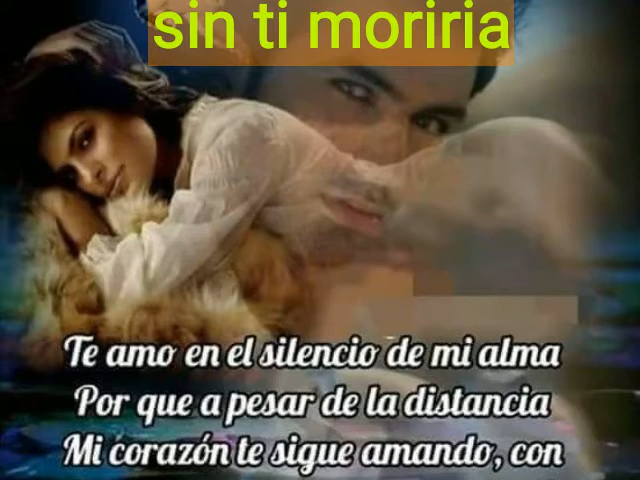 sin ti moriria
Te amo en el silencio de mi alma
Por que a pesar de la distancia
Mi corazón te sigue amando, con